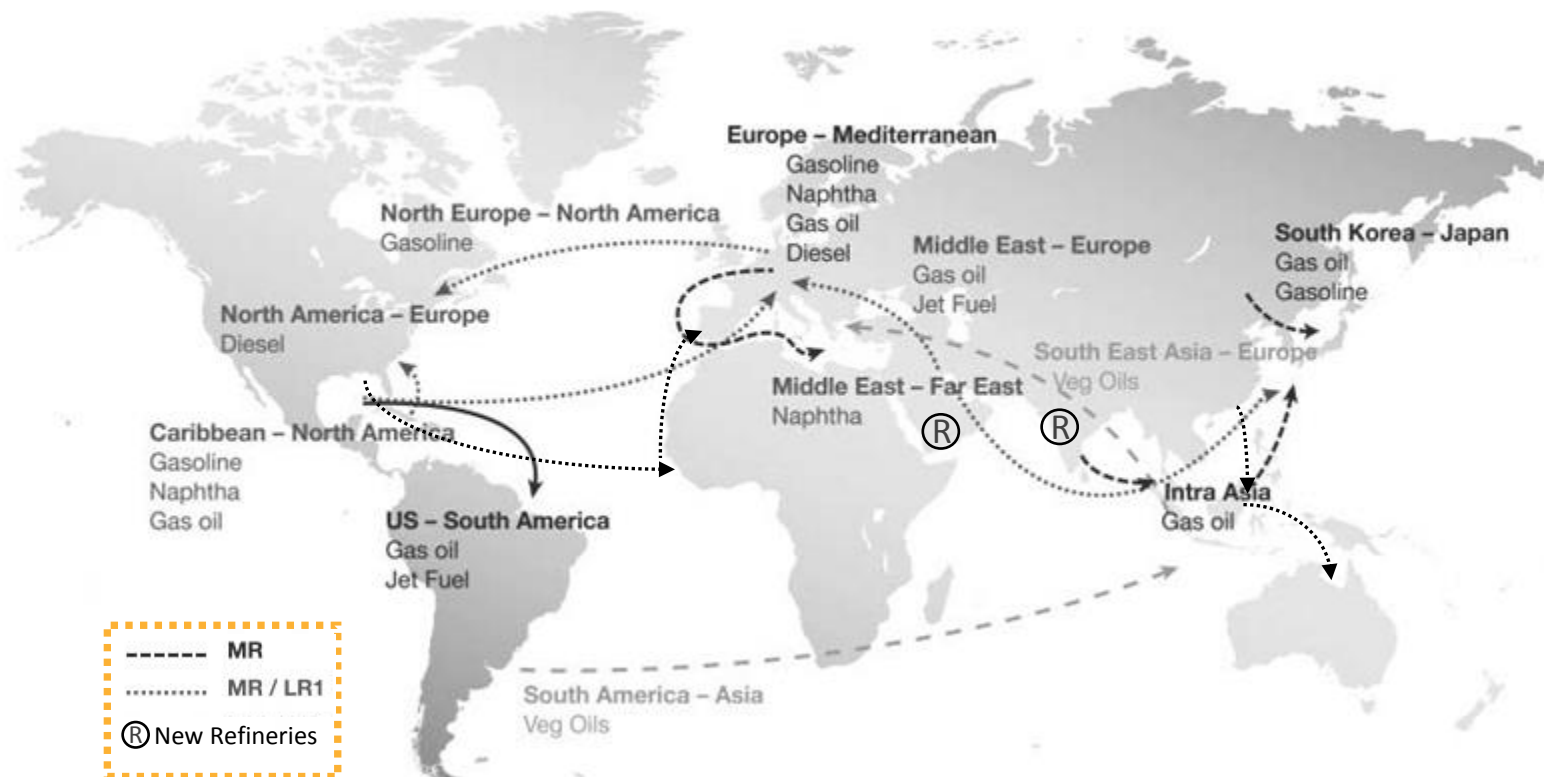 Europe – Mediterranean
Gasoline
Naphtha
Gas oil
Diesel
North Europe – North America
Gasoline
Middle East – Europe
Gas oil
Jet Fuel
South Korea – Japan
Gas oil
Gasoline
North America – Europe
Diesel
South East Asia – Europe
Veg Oils
Middle East – Far East
Naphtha
R
R
Caribbean – North America
Gasoline
Naphtha
Gas oil
Intra Asia
Gas oil
US – South America
Gas oil
Jet Fuel
South America – Asia
Veg Oils
MR
MR / LR1
® New Refineries